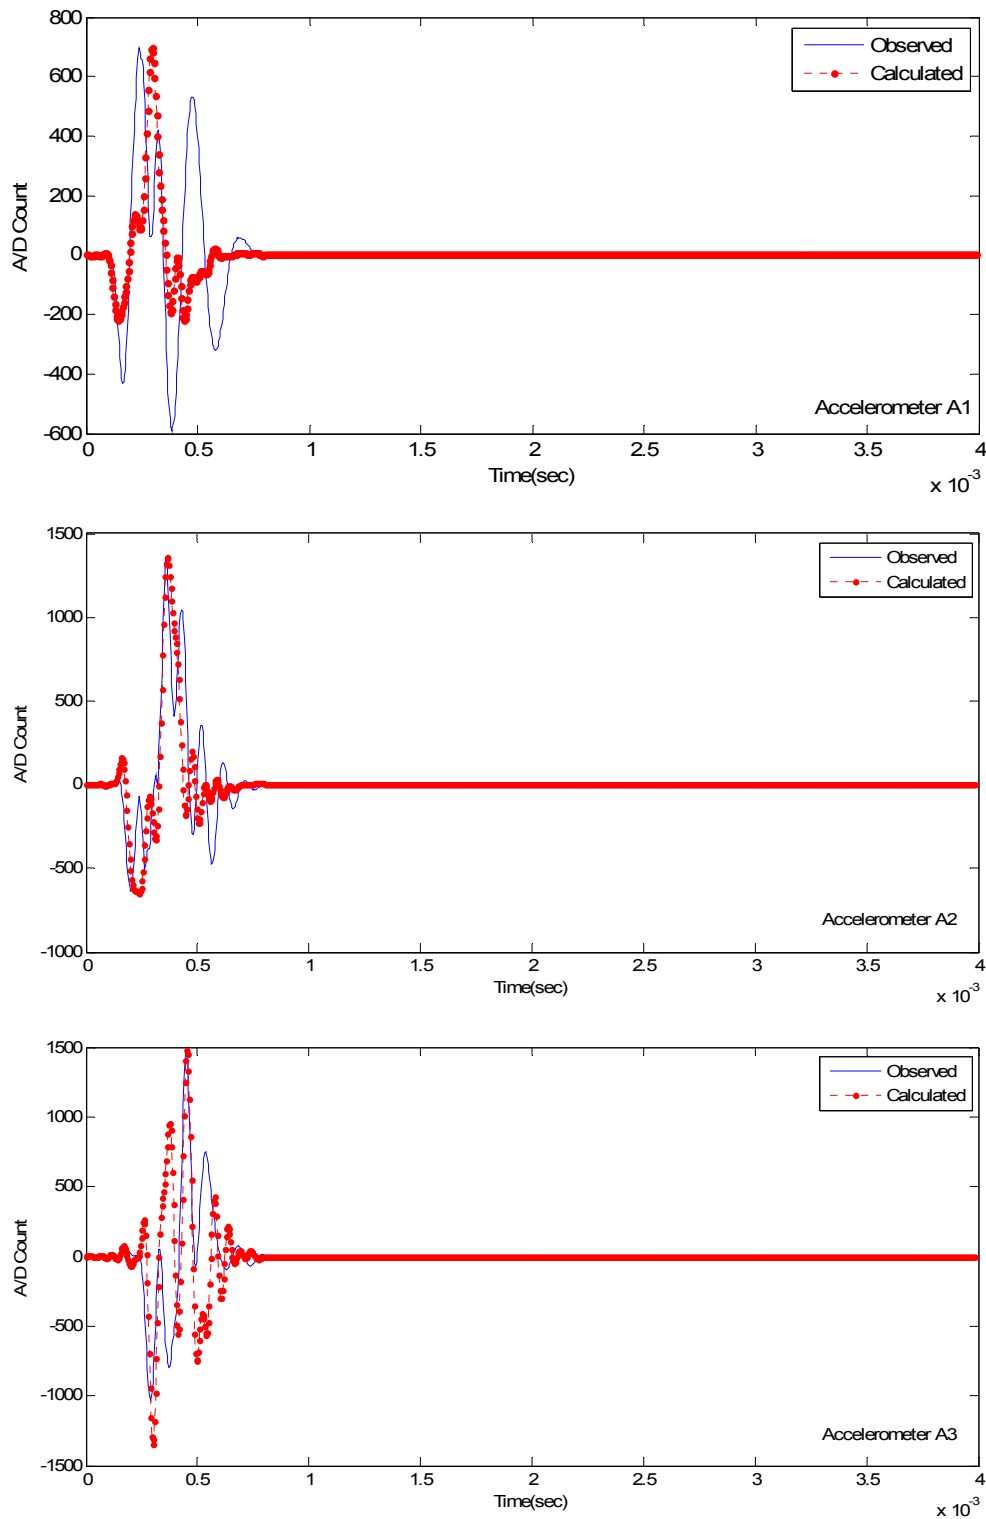 800
600
400
200
0
-200
-400
-600
A/D Count
Observed
Calculated
Accelerometer A1
0 0.5 1 1.5 2 2.5 3 3.5 4
Time(sec)
x 10-3
1500
1000
500
0
-500
-1000
A/D Count
Observed
Calculated
Accelerometer A2
0 0.5 1 1.5 2 2.5 3 3.5 4
Time(sec)
x 10-3
1500
1000
500
0
-500
-1000
-1500
A/D Count
Observed
Calculated
Accelerometer A3
0 0.5 1 1.5 2 2.5 3 3.5 4
Time(sec)
x 10-3